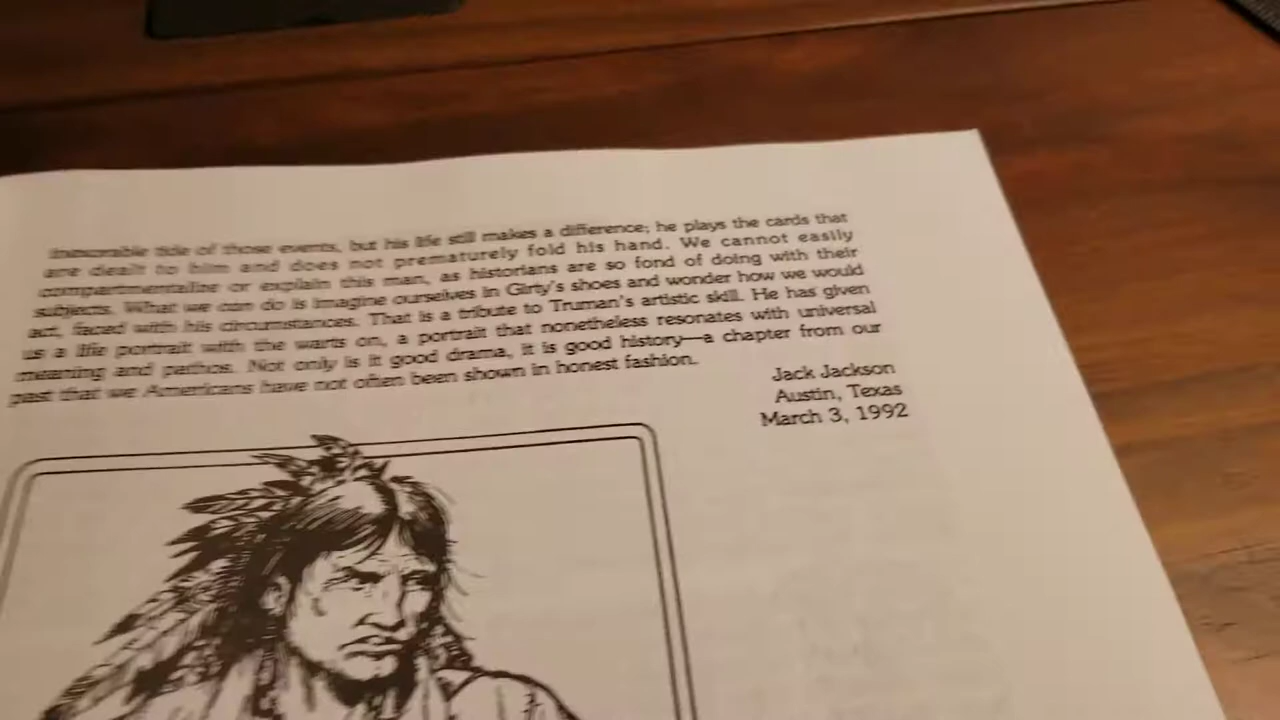 inexorable tide of those events, but his life still makes a difference; he plays the cards that
are dealt to him and does not prematurely fold his hand. We cannot easily
compartmentalize or explain this man, as historians are so fond of doing with their
subjects. What we can do is imagine ourselves in Girty's shoes and wonder how we would
act, faced with his circumstances. That is a tribute to Truman's artistic skill. He has given
us a life portrait with the warts on, a portrait that nonetheless resonates with universal
meaning and pathos. Not only is it good drama, it is good history—a chapter from our
past that we Americans have not often been shown in honest fashion.
Jack Jackson
Austin, Texas
March 3, 1992